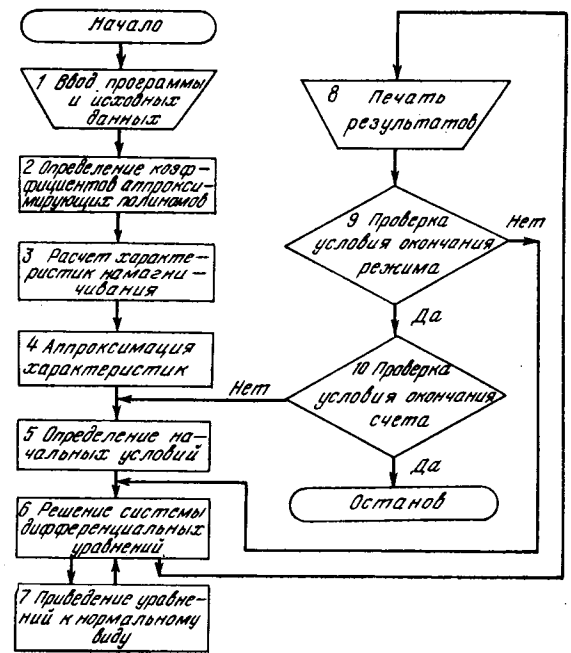 Начало
1 Ввод программы
и исходных
данных
2 Определение коэф-
фициентов аппрокси-
мирующих полиномов
3 Расчет характе-
ристик намагни-
чивания
4 Аппроксимация
характеристик
5 Определение на-
чальных условий
6 Решение системы
дифференциальных
уравнений
7 Приведение уравне-
ний к нормальному
виду
8 Печать
результатов
9 Проверка
условия окончания
режима
Нет
Да
10 Проверка
условия окончания
счета
Нет
Да
Останов